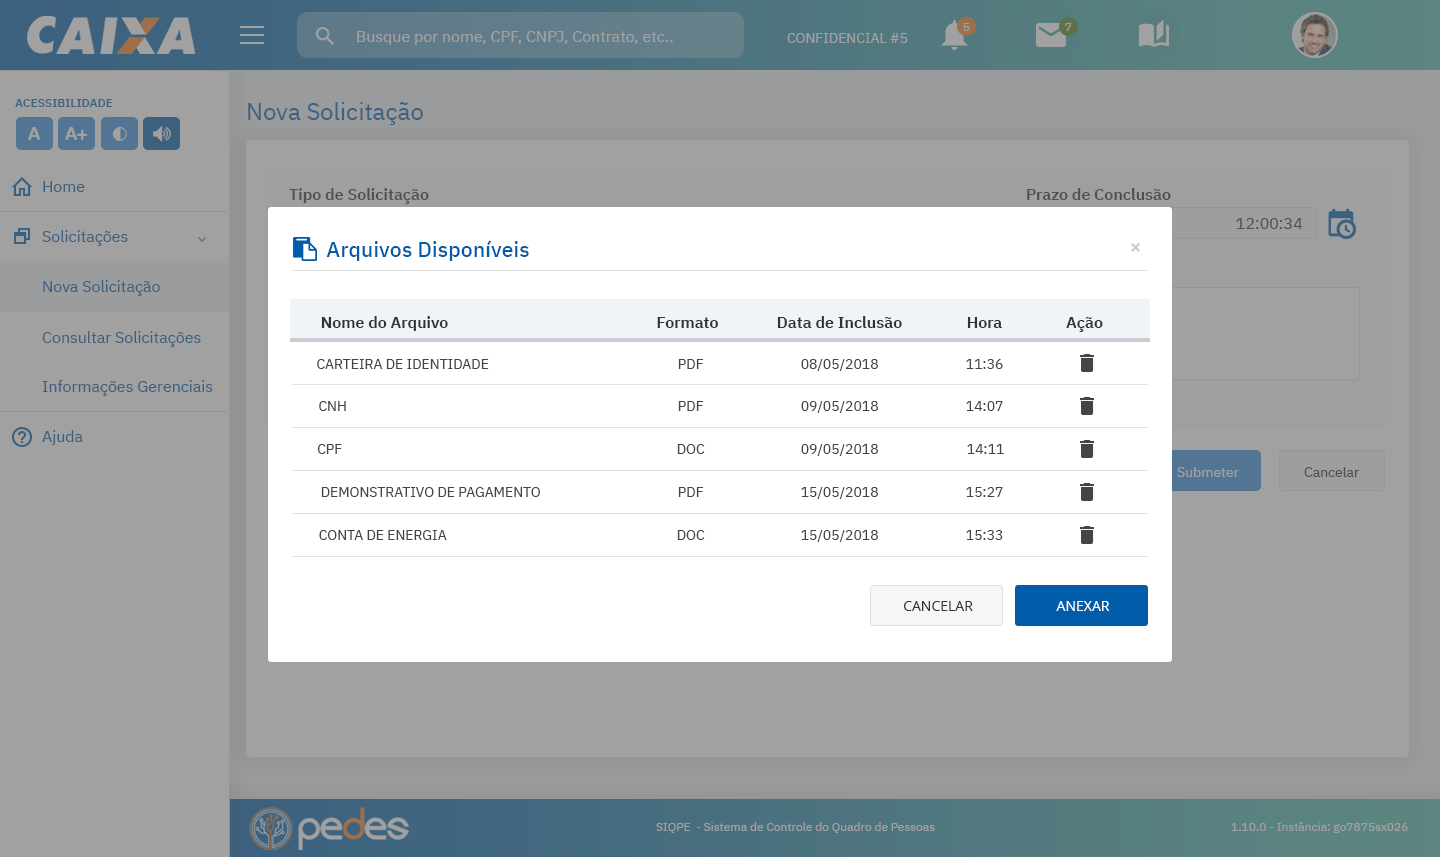 CAIXA
Busque por nome, CPF, CNPJ, Contrato, etc..
CONFIDENCIAL #5
5
7
ACESSIBILIDADE
A A+
Home
Solicitações
Nova Solicitação
Consultar Solicitações
Informações Gerenciais
Ajuda
Nova Solicitação
Tipo de Solicitação Prazo de Conclusão
12:00:34
Arquivos Disponíveis ×
Nome do Arquivo Formato Data de Inclusão Hora Ação
CARTEIRA DE IDENTIDADE PDF 08/05/2018 11:36
CNH PDF 09/05/2018 14:07
CPF DOC 09/05/2018 14:11
DEMONSTRATIVO DE PAGAMENTO PDF 15/05/2018 15:27
CONTA DE ENERGIA DOC 15/05/2018 15:33
CANCELAR ANEXAR
Submeter Cancelar
pedes
SIQPE - Sistema de Controle do Quadro de Pessoas
1.10.0 - Instância: go7875sx026